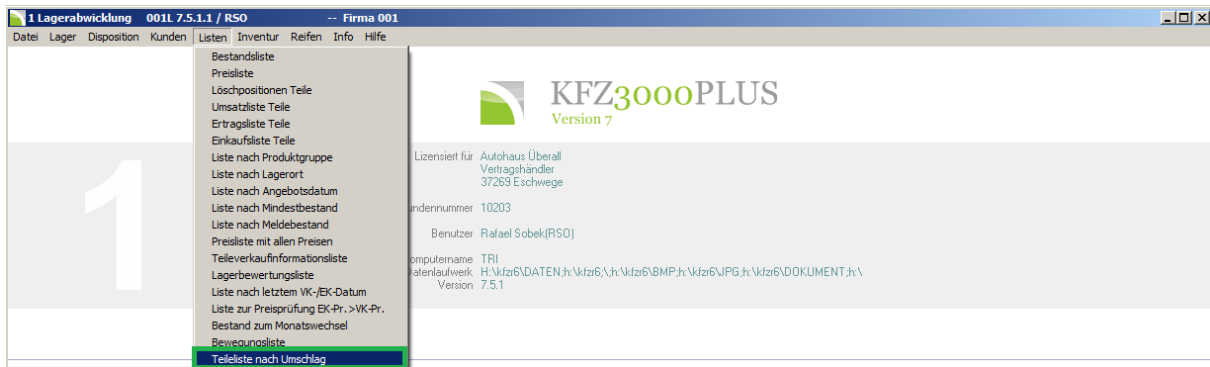 1 Lagerabwicklung 001L 7.5.1.1 / RSO -- Firma 001
Datei Lager Disposition Kunden Listen Inventur Reifen Info Hilfe
Bestandsliste
Preisliste
Löschpositionen Teile
Umsatzliste Teile
Ertragsliste Teile
Einkaufsliste Teile
Liste nach Produktgruppe
Liste nach Lagerort
Liste nach Angebotsdatum
Liste nach Mindestbestand
Liste nach Meldebestand
Preisliste mit allen Preisen
Teileverkaufinformationsliste
Lagerbewertungsliste
Liste nach letztem VK-/EK-Datum
Liste zur Preisprüfung EK-Pr.>VK-Pr.
Bestand zum Monatswechsel
Bewegungsliste
Teileliste nach Umschlag
KFZ3000PLUS
Version 7
1
Lizensiert für Autohaus Überall
Vertragshändler
37269 Eschwege
undennummer 10203
Benutzer Rafael Sobek(RSO)
omputername TRI
Datenlaufwerk H:\kfzr6\DATEN;h:\kfzr6;\;h:\kfzr6\BMP;h:\kfzr6\JPG;h:\kfzr6\DOKUMENT;h:\
Version 7.5.1